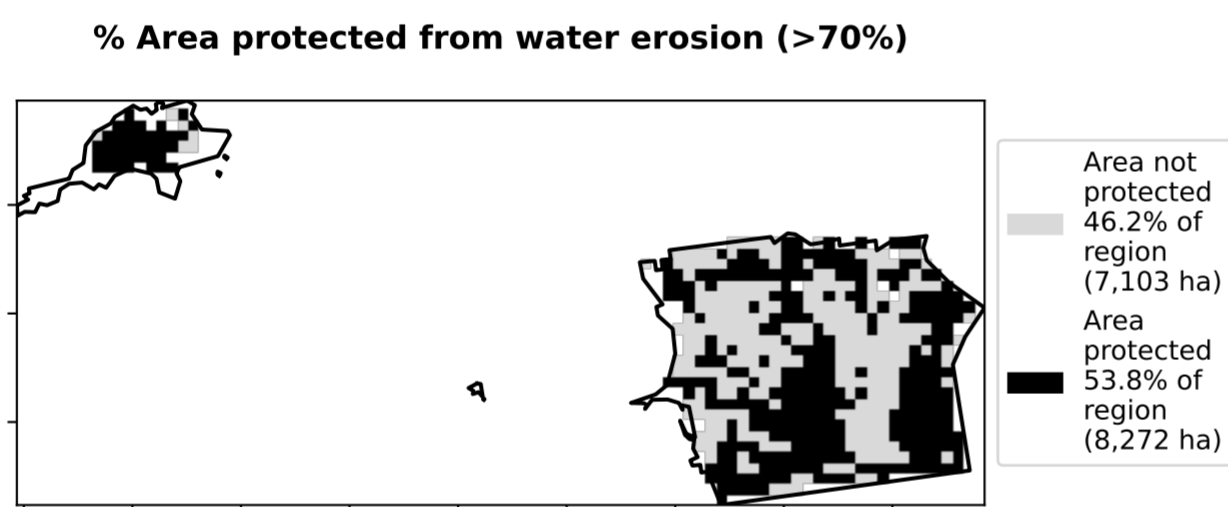 % Area protected from water erosion (>70%)
Area not
protected
46.2% of
region
(7,103 ha)
Area
protected
53.8% of
region
(8,272 ha)